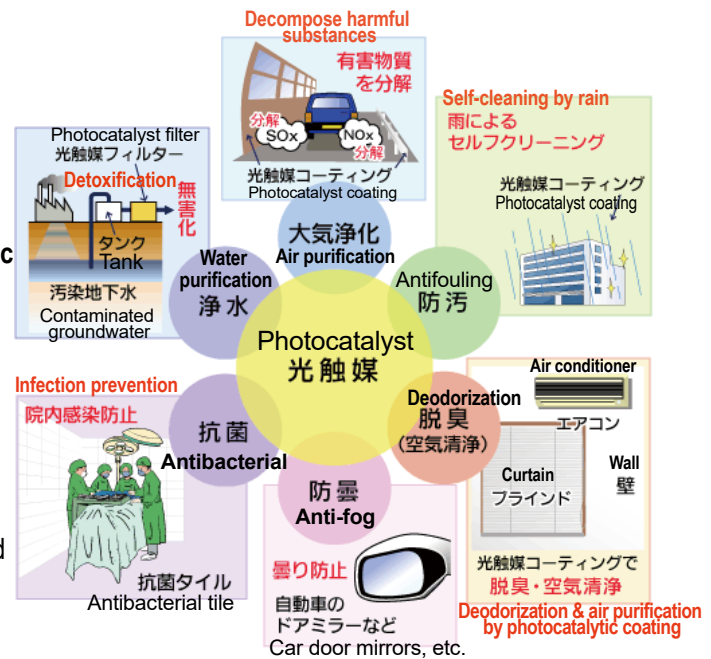 Decompose harmful
substances
有害物質
を分解
分解
SOx
NOx
分解
光触媒コーティング
Photocatalyst coating
大気浄化
Air purification
Self-cleaning by rain
雨による
セルフクリーニング
光触媒コーティング
Photocatalyst coating
Antifouling
防汚
Photocatalyst filter
光触媒フィルター
Detoxification
無害化
タンク
Tank
汚染地下水
Contaminated
groundwater
c
Water
purification
浄水
Photocatalyst
光触媒
Infection prevention
院内感染防止
抗菌
Antibacterial
抗菌タイル
Antibacterial tile
d
防曇
Anti-fog
曇り防止
自動車の
ドアミラーなど
Car door mirrors, etc.
Deodorization
脱臭
（空気清浄）
Air conditioner
エアコン
Curtain
ブラインド
Wall
壁
光触媒コーティングで
脱臭・空気清浄
Deodorization & air purification
by photocatalytic coating